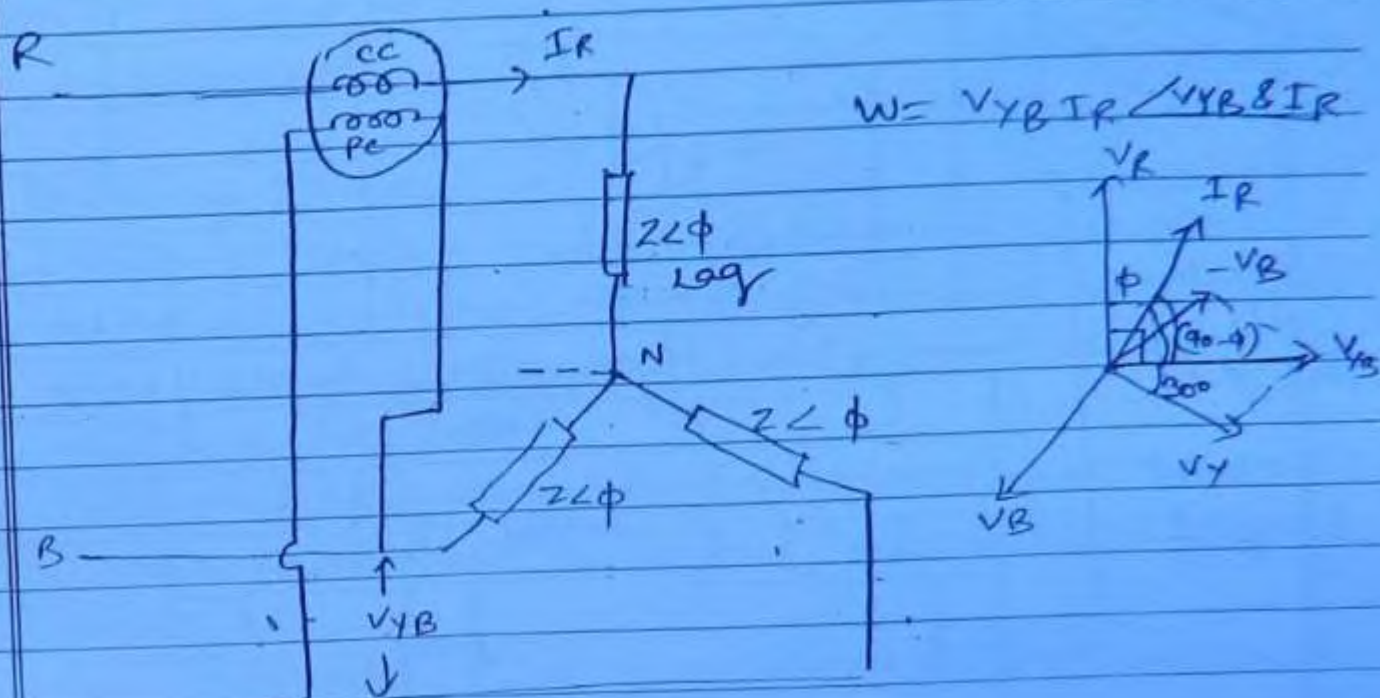 R
CC
IR
PC
W= VYB IR ∠VYB & IR
VR
IR
Z∠φ
Lag
φ
-VB
(90-φ)
VYB
30°
N
Z∠φ
VY
Z∠φ
VB
B
VYB